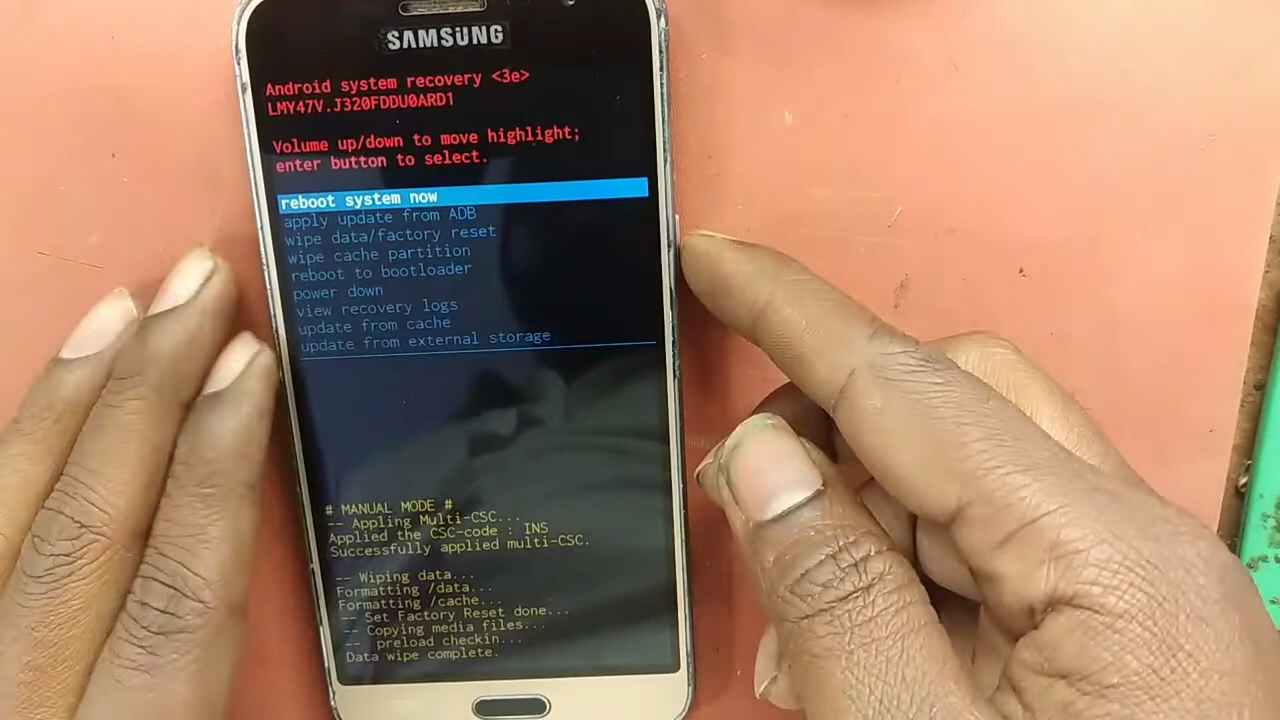 SAMSUNG
Android system recovery <3e>
LMY47V.J320FDDU0ARD1
Volume up/down to move highlight;
enter button to select.
reboot system now
apply update from ADB
wipe data/factory reset
wipe cache partition
reboot to bootloader
power down
view recovery logs
update from cache
update from external storage
# MANUAL MODE #
-- Appling Multi-CSC...
Applied the CSC-code : INS
Successfully applied multi-CSC.
-- Wiping data...
Formatting /data...
Formatting /cache...
-- Set Factory Reset done...
-- Copying media files...
-- preload checkin...
Data wipe complete.